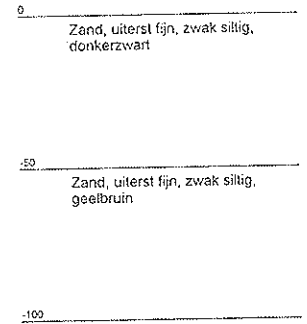 0
Zand, uiterst fijn, zwak siltig,
donkerzwart
-50
Zand, uiterst fijn, zwak siltig,
geelbruin
-100